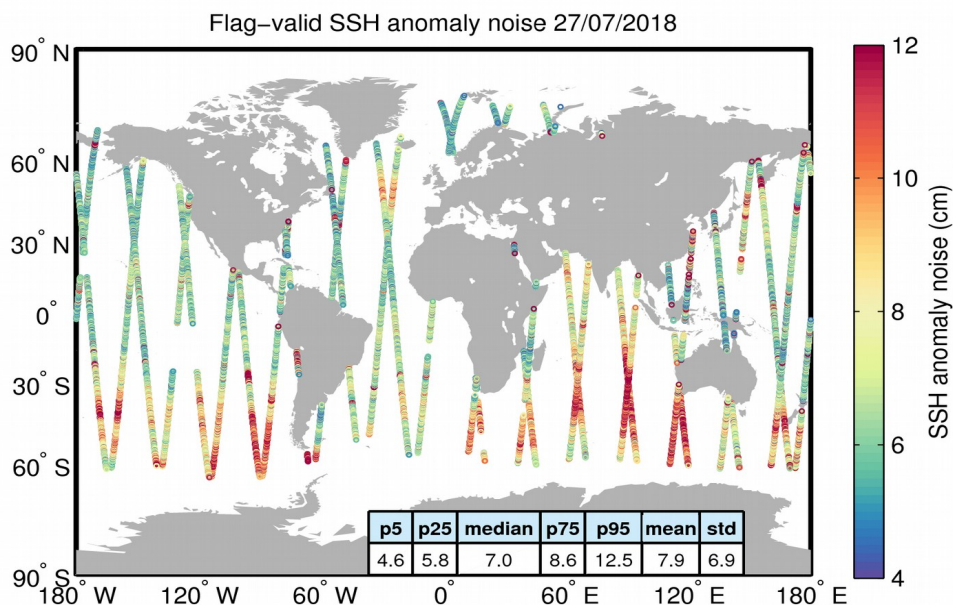 Flag−valid SSH anomaly noise 27/07/2018
90° N
60° N
30° N
0°
30° S
60° S
90° S
180° W
120° W
60° W
0°
60° E
120° E
180° E
p5 p25 median p75 p95 mean std
4.6 5.8 7.0 8.6 12.5 7.9 6.9
12
10
8
6
4
SSH anomaly noise (cm)